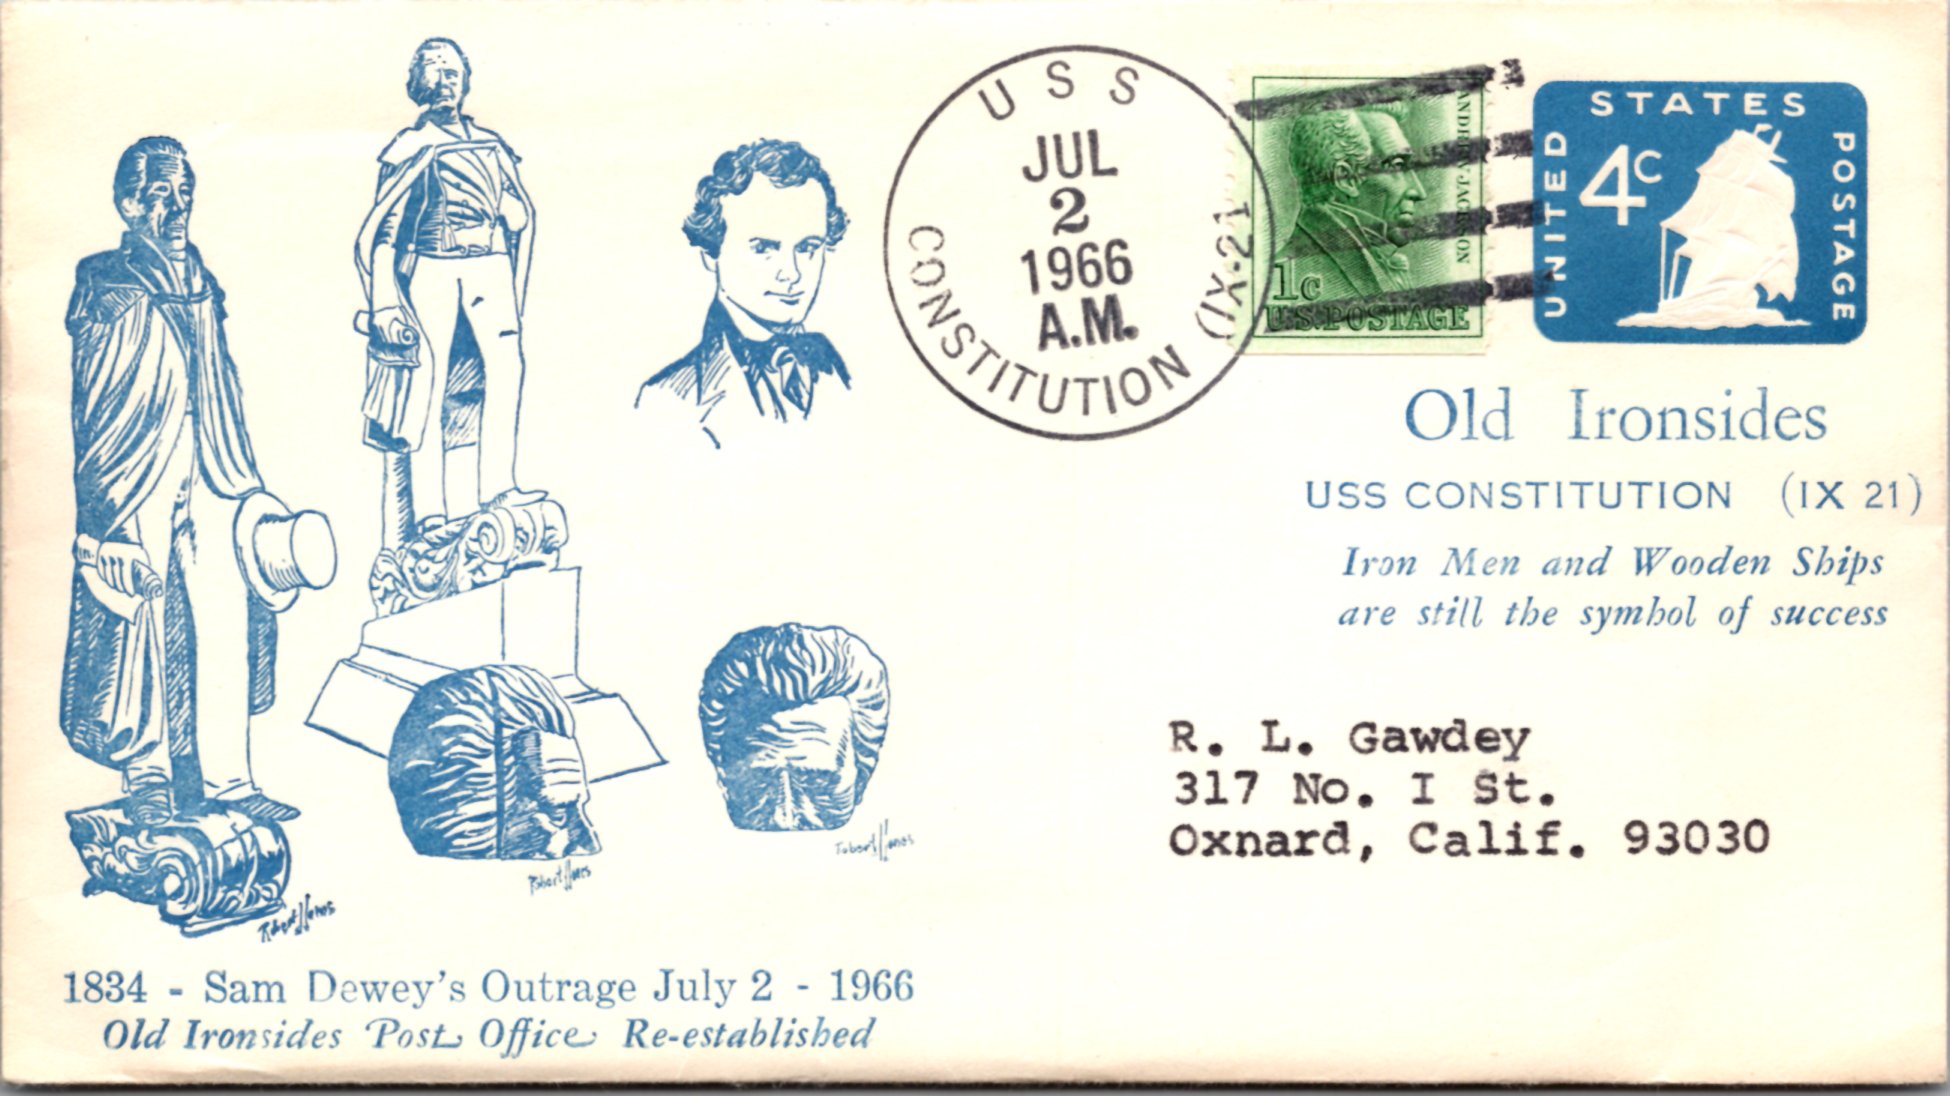 USS
JUL
2
1966
A.M.
CONSTITUTION (IX-21)
ANDREW JACKSON
1c
U.S. POSTAGE
UNITED
STATES
POSTAGE
4c
Old Ironsides
USS CONSTITUTION (IX 21)
Iron Men and Wooden Ships
are still the symbol of success
R. L. Gawdey
317 No. I St.
Oxnard, Calif. 93030
Robert Jones
Robert Jones
Robert Jones
1834 - Sam Dewey's Outrage July 2 - 1966
Old Ironsides Post Office Re-established